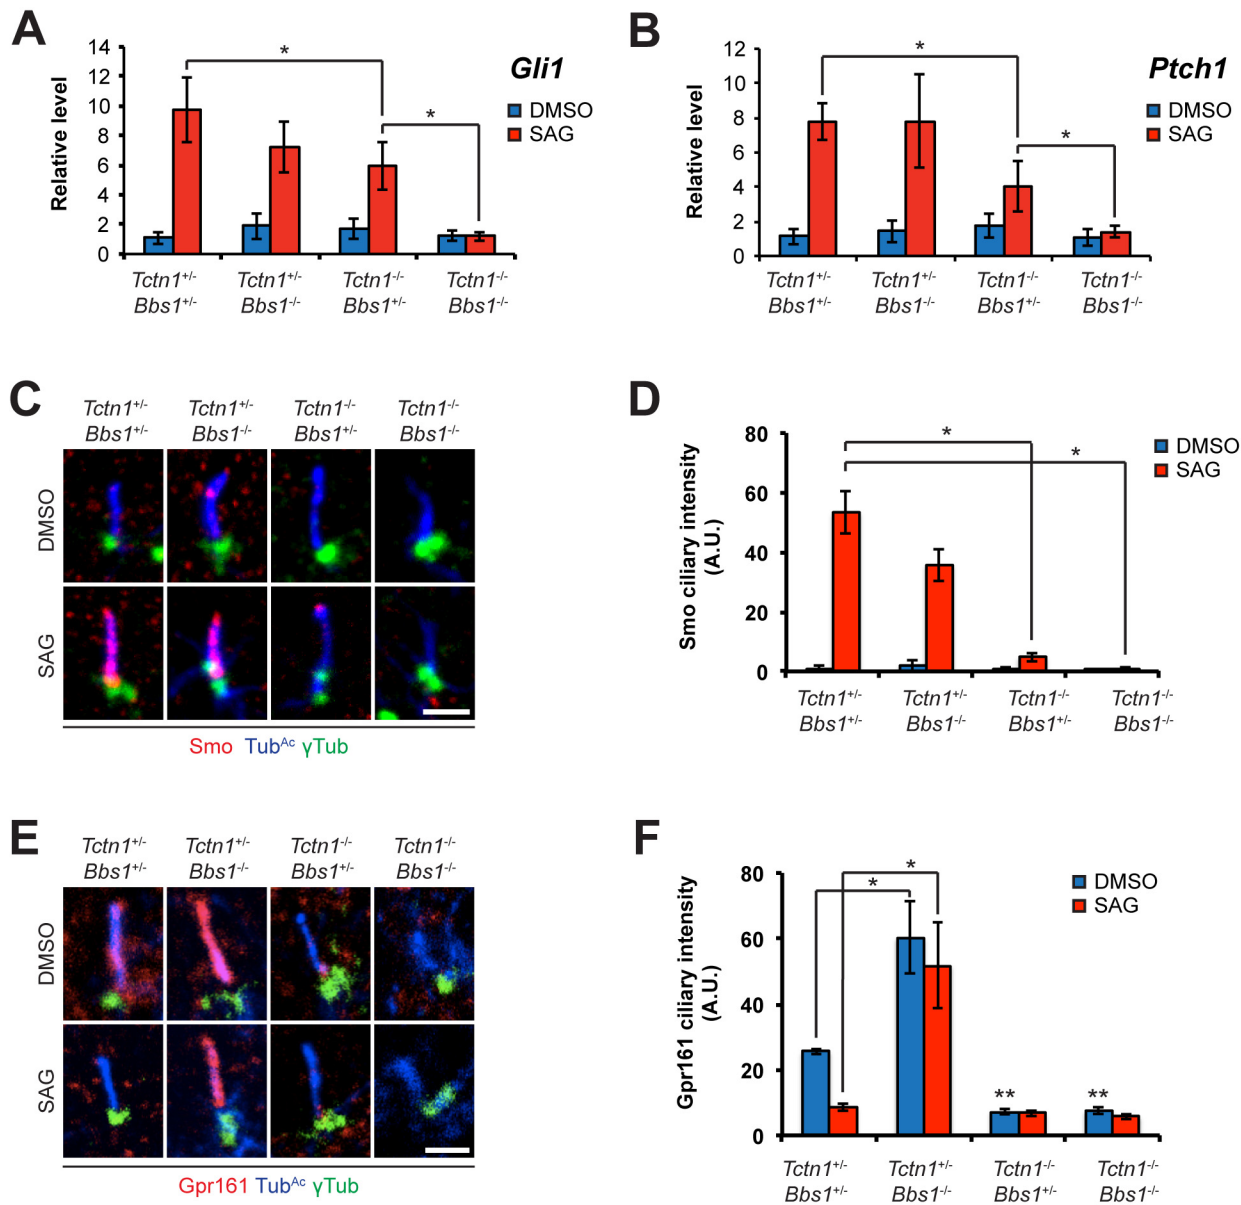 A
Gli1
DMSO
SAG
*
*
Relative level
14
12
10
8
6
4
2
0
Tctn1+/- Tctn1+/- Tctn1-/- Tctn1-/-
Bbs1+/- Bbs1-/- Bbs1+/- Bbs1-/-
B
Ptch1
DMSO
SAG
*
*
Relative level
12
10
8
6
4
2
0
Tctn1+/- Tctn1+/- Tctn1-/- Tctn1-/-
Bbs1+/- Bbs1-/- Bbs1+/- Bbs1-/-
C
Tctn1+/- Tctn1+/- Tctn1-/- Tctn1-/-
Bbs1+/- Bbs1-/- Bbs1+/- Bbs1-/-
DMSO
SAG
Smo TubAc γTub
D
DMSO
SAG
*
*
Smo ciliary intensity
(A.U.)
80
60
40
20
0
Tctn1+/- Tctn1+/- Tctn1-/- Tctn1-/-
Bbs1+/- Bbs1-/- Bbs1+/- Bbs1-/-
E
Tctn1+/- Tctn1+/- Tctn1-/- Tctn1-/-
Bbs1+/- Bbs1-/- Bbs1+/- Bbs1-/-
DMSO
SAG
Gpr161 TubAc γTub
F
DMSO
SAG
*
*
** **
Gpr161 ciliary intensity
(A.U.)
80
60
40
20
0
Tctn1+/- Tctn1+/- Tctn1-/- Tctn1-/-
Bbs1+/- Bbs1-/- Bbs1+/- Bbs1-/-